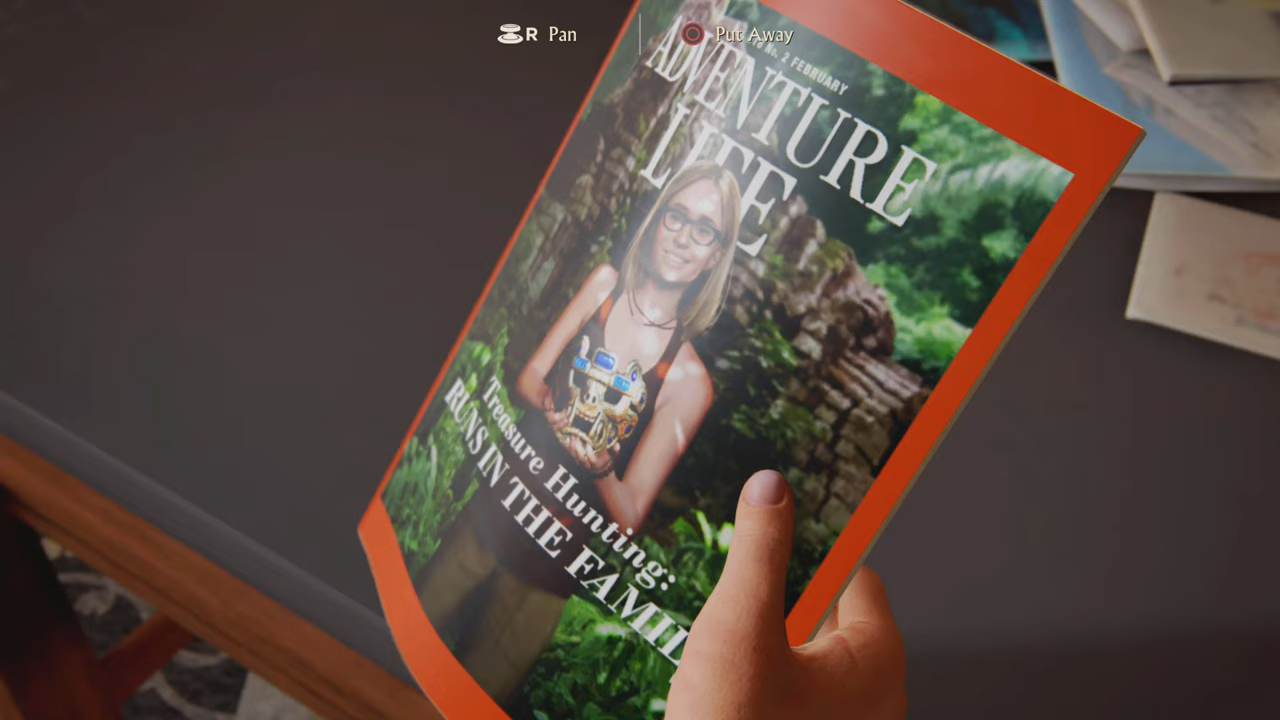 R Pan
Put Away
No. 2 FEBRUARY
ADVENTURE
LIFE
Treasure Hunting:
RUNS IN THE FAMIL